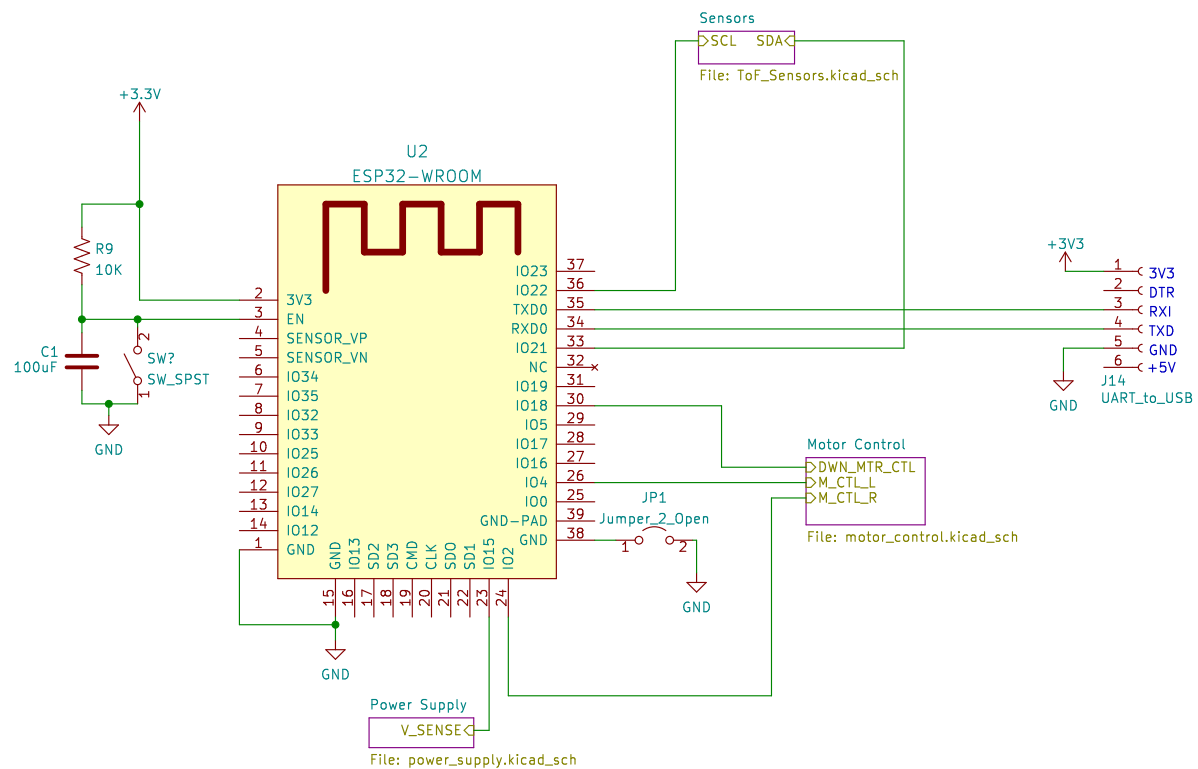 Sensors
SCL SDA
File: ToF_Sensors.kicad_sch
+3.3V
U2
ESP32-WROOM
R9
10K
C1
100uF
2
SW?
SW_SPST
1
GND
2 3V3
3 EN
4 SENSOR_VP
5 SENSOR_VN
6 IO34
7 IO35
8 IO32
9 IO33
10 IO25
11 IO26
12 IO27
13 IO14
14 IO12
1 GND
IO23 37
IO22 36
TXD0 35
RXD0 34
IO21 33
NC 32
IO19 31
IO18 30
IO5 29
IO17 28
IO16 27
IO4 26
IO0 25
GND-PAD 39
GND 38
GND 15
IO13 16
SD2 17
SD3 18
CMD 19
CLK 20
SD0 21
SD1 22
IO15 23
IO2 24
GND
JP1
Jumper_2_Open
1 2
GND
+3V3
1 3V3
2 DTR
3 RXI
4 TXD
5 GND
6 +5V
J14
UART_to_USB
GND
Motor Control
DWN_MTR_CTL
M_CTL_L
M_CTL_R
File: motor_control.kicad_sch
Power Supply
V_SENSE
File: power_supply.kicad_sch